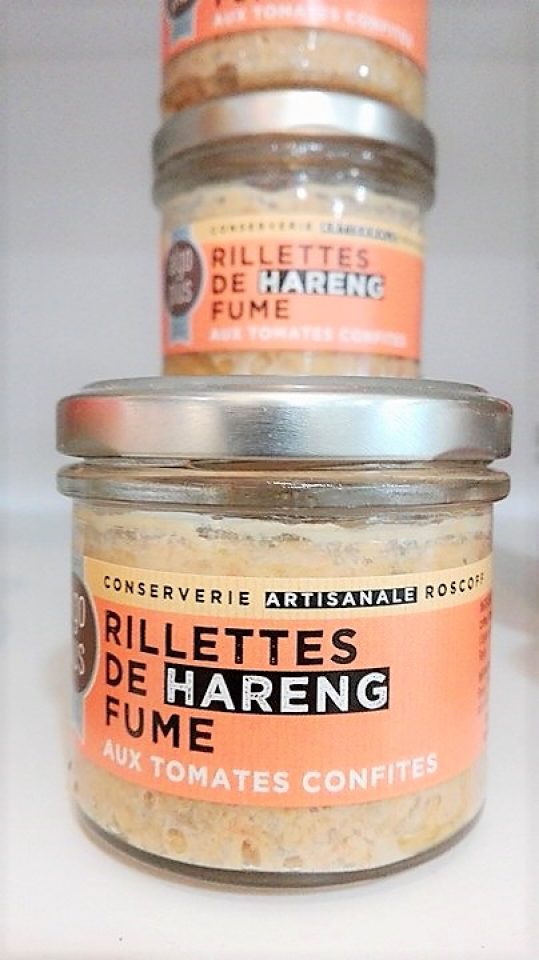 AUX TOMATES CONFITES
CONSERVERIE
RILLETTES
DE HARENG
FUME
AUX TOMATES CONFITES
CONSERVERIE ARTISANALE ROSCOFF
RILLETTES
DE HARENG
FUME
AUX TOMATES CONFITES